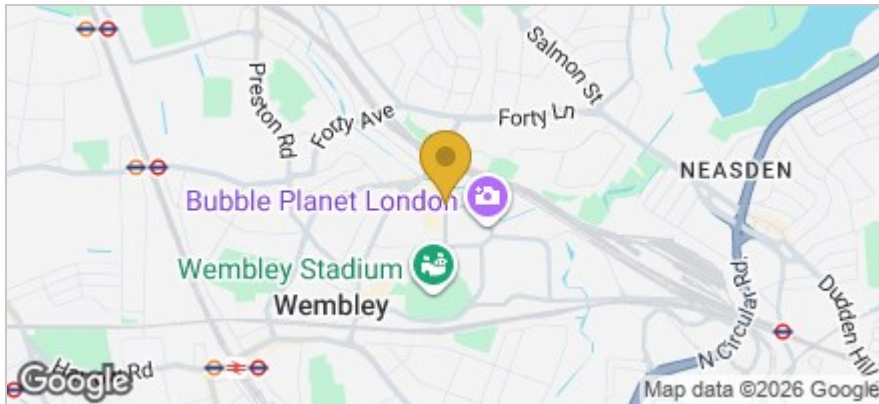 Salmon St
Preston Rd
Forty Ave
Forty Ln
NEASDEN
Bubble Planet London
Wembley Stadium
Wembley
N Circular Rd
Dudden Hill
Rd
Google
Map data ©2026 Google